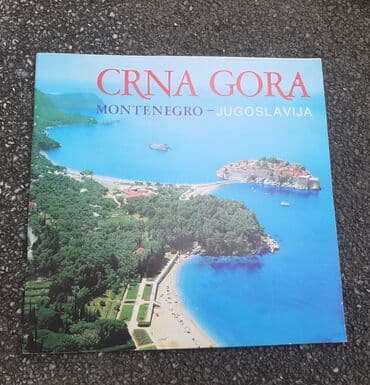 CRNA GORA
MONTENEGRO – JUGOSLAVIJA